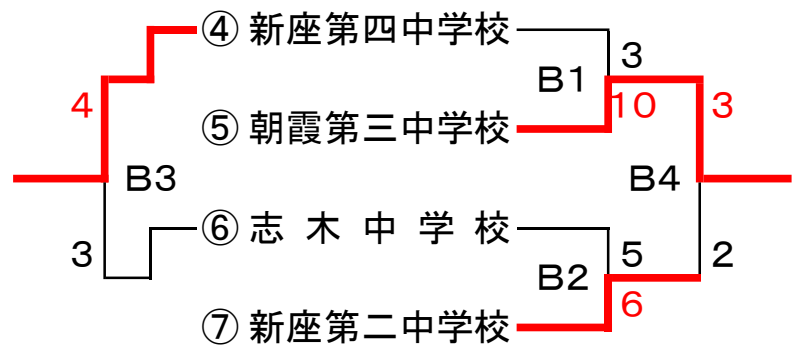 ④ 新座第四中学校
3
B1
4
10
3
⑤ 朝霞第三中学校
B3
B4
⑥ 志 木 中 学 校
3
5
2
B2
6
⑦ 新座第二中学校